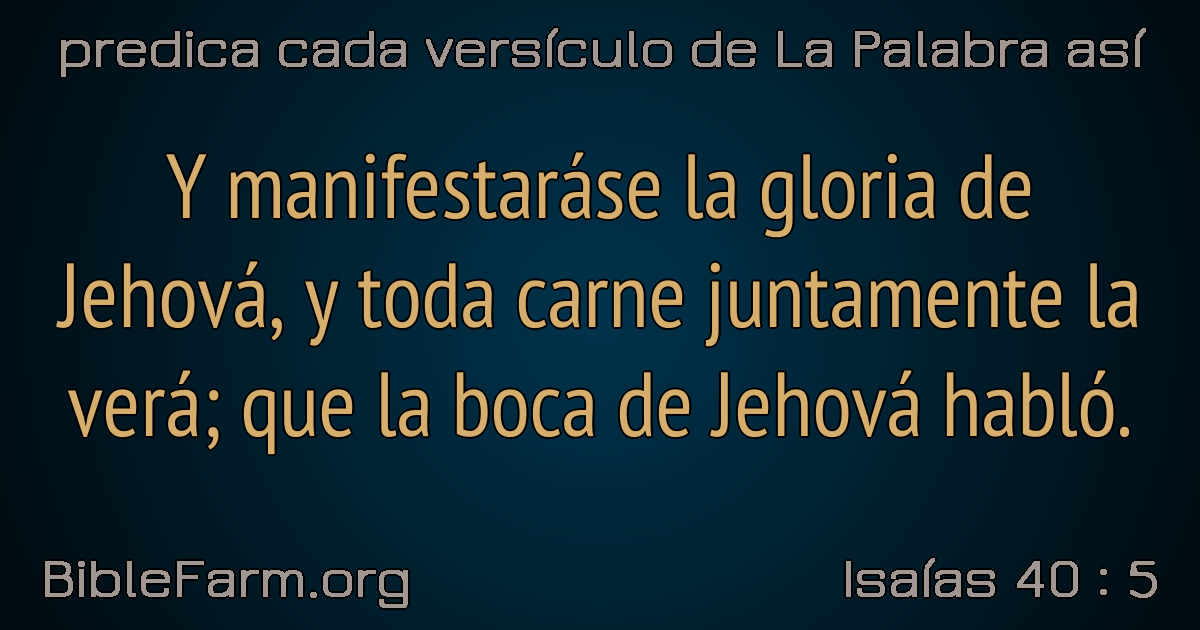 predica cada versículo de La Palabra así
Y manifestaráse la gloria de
Jehová, y toda carne juntamente la
verá; que la boca de Jehová habló.
BibleFarm.org
Isaías 40 : 5